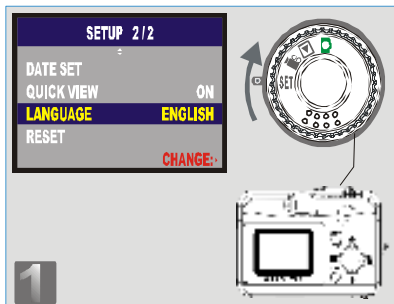 SETUP 2/2
DATE SET
QUICK VIEW ON
LANGUAGE ENGLISH
RESET
CHANGE:
SET
1